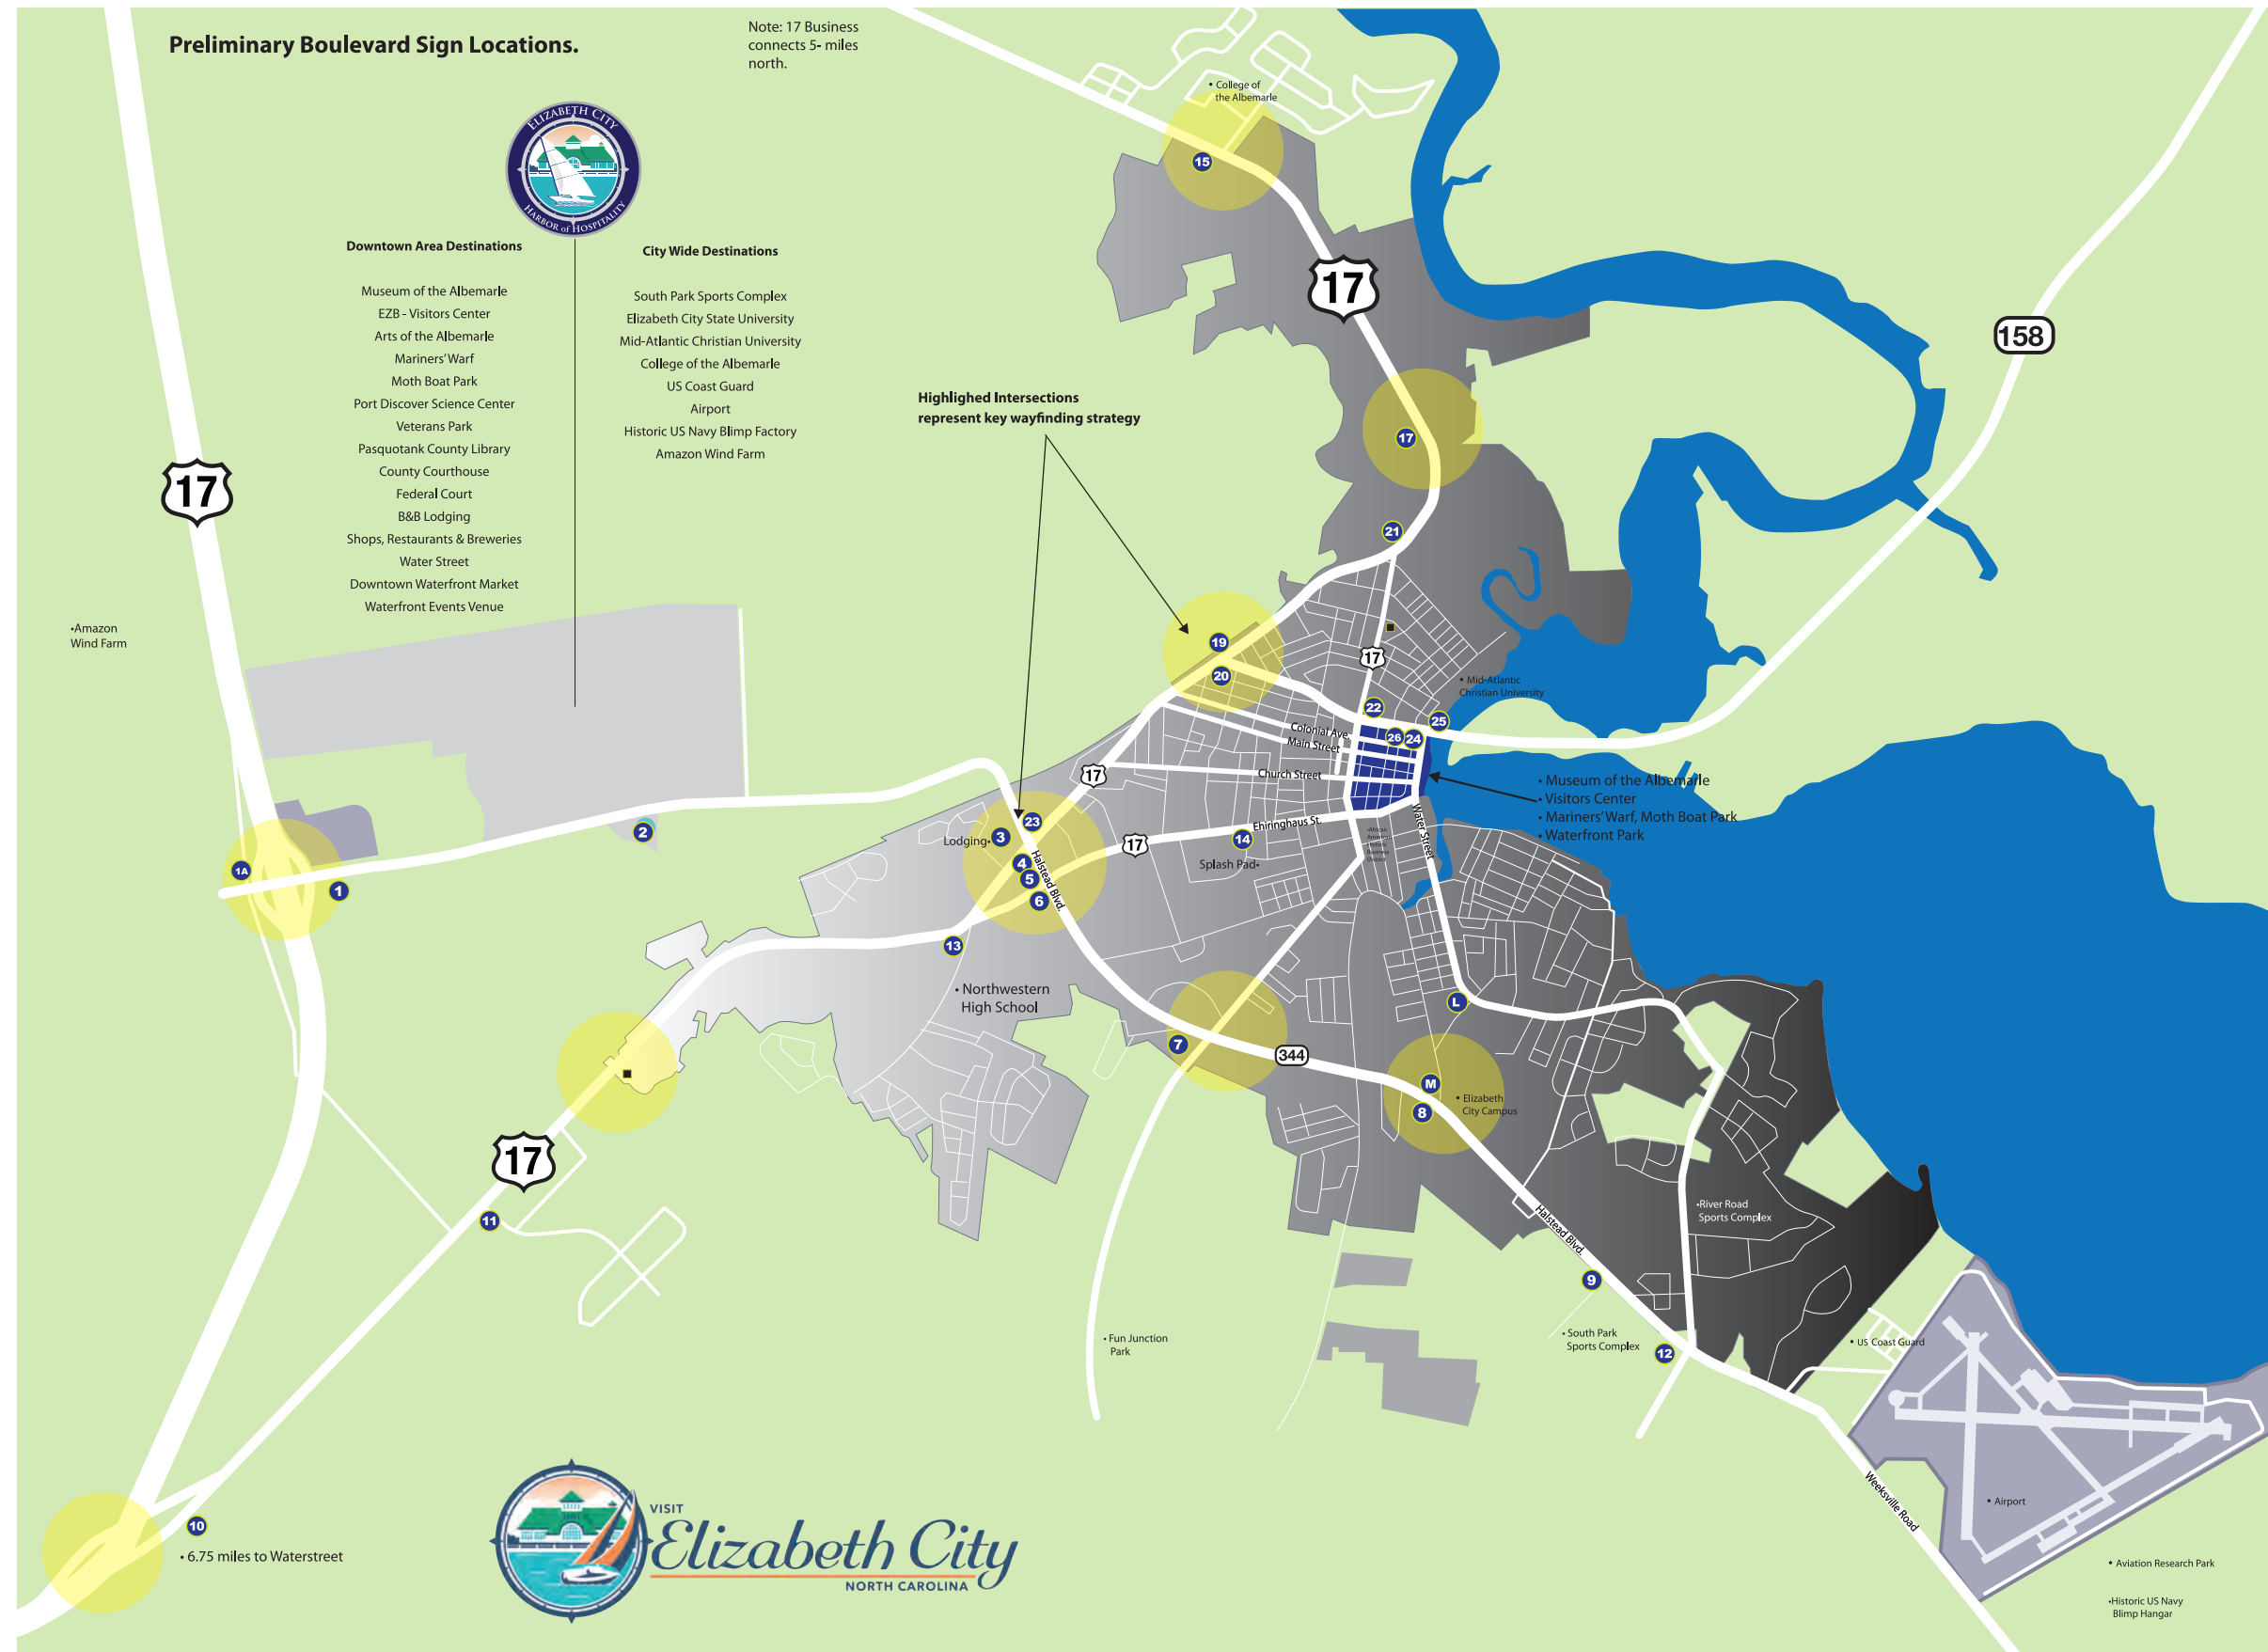 Preliminary Boulevard Sign Locations.
Note: 17 Business
connects 5- miles
north.
ELIZABETH CITY
HARBOR of HOSPITALITY
Downtown Area Destinations
Museum of the Albemarle
EZB - Visitors Center
Arts of the Albemarle
Mariners' Warf
Moth Boat Park
Port Discover Science Center
Veterans Park
Pasquotank County Library
County Courthouse
Federal Court
B&B Lodging
Shops, Restaurants & Breweries
Water Street
Downtown Waterfront Market
Waterfront Events Venue
City Wide Destinations
South Park Sports Complex
Elizabeth City State University
Mid-Atlantic Christian University
College of the Albemarle
US Coast Guard
Airport
Historic US Navy Blimp Factory
Amazon Wind Farm
Highlighed Intersections
represent key wayfinding strategy
• College of
the Albemarle
15
17
158
17
17
21
•Amazon
Wind Farm
19
20
17
• Mid-Atlantic
Christian University
22
25
26
24
Colonial Ave.
Main Street
Church Street
17
• Museum of the Albemarle
• Visitors Center
• Mariners' Warf, Moth Boat Park
• Waterfront Park
Water Street
Ehiringhaus St.
17
14
Splash Pad•
2
23
3
Lodging•
4
5
6
Halstead Blvd.
1A
1
13
• Northwestern
High School
L
7
344
M
8
• Elizabeth
City Campus
17
11
•River Road
Sports Complex
Halstead Blvd.
9
• South Park
Sports Complex
12
• US Coast Guard
• Fun Junction
Park
Weeksville Road
• Airport
10
• 6.75 miles to Waterstreet
VISIT
Elizabeth City
NORTH CAROLINA
• Aviation Research Park
•Historic US Navy
Blimp Hangar